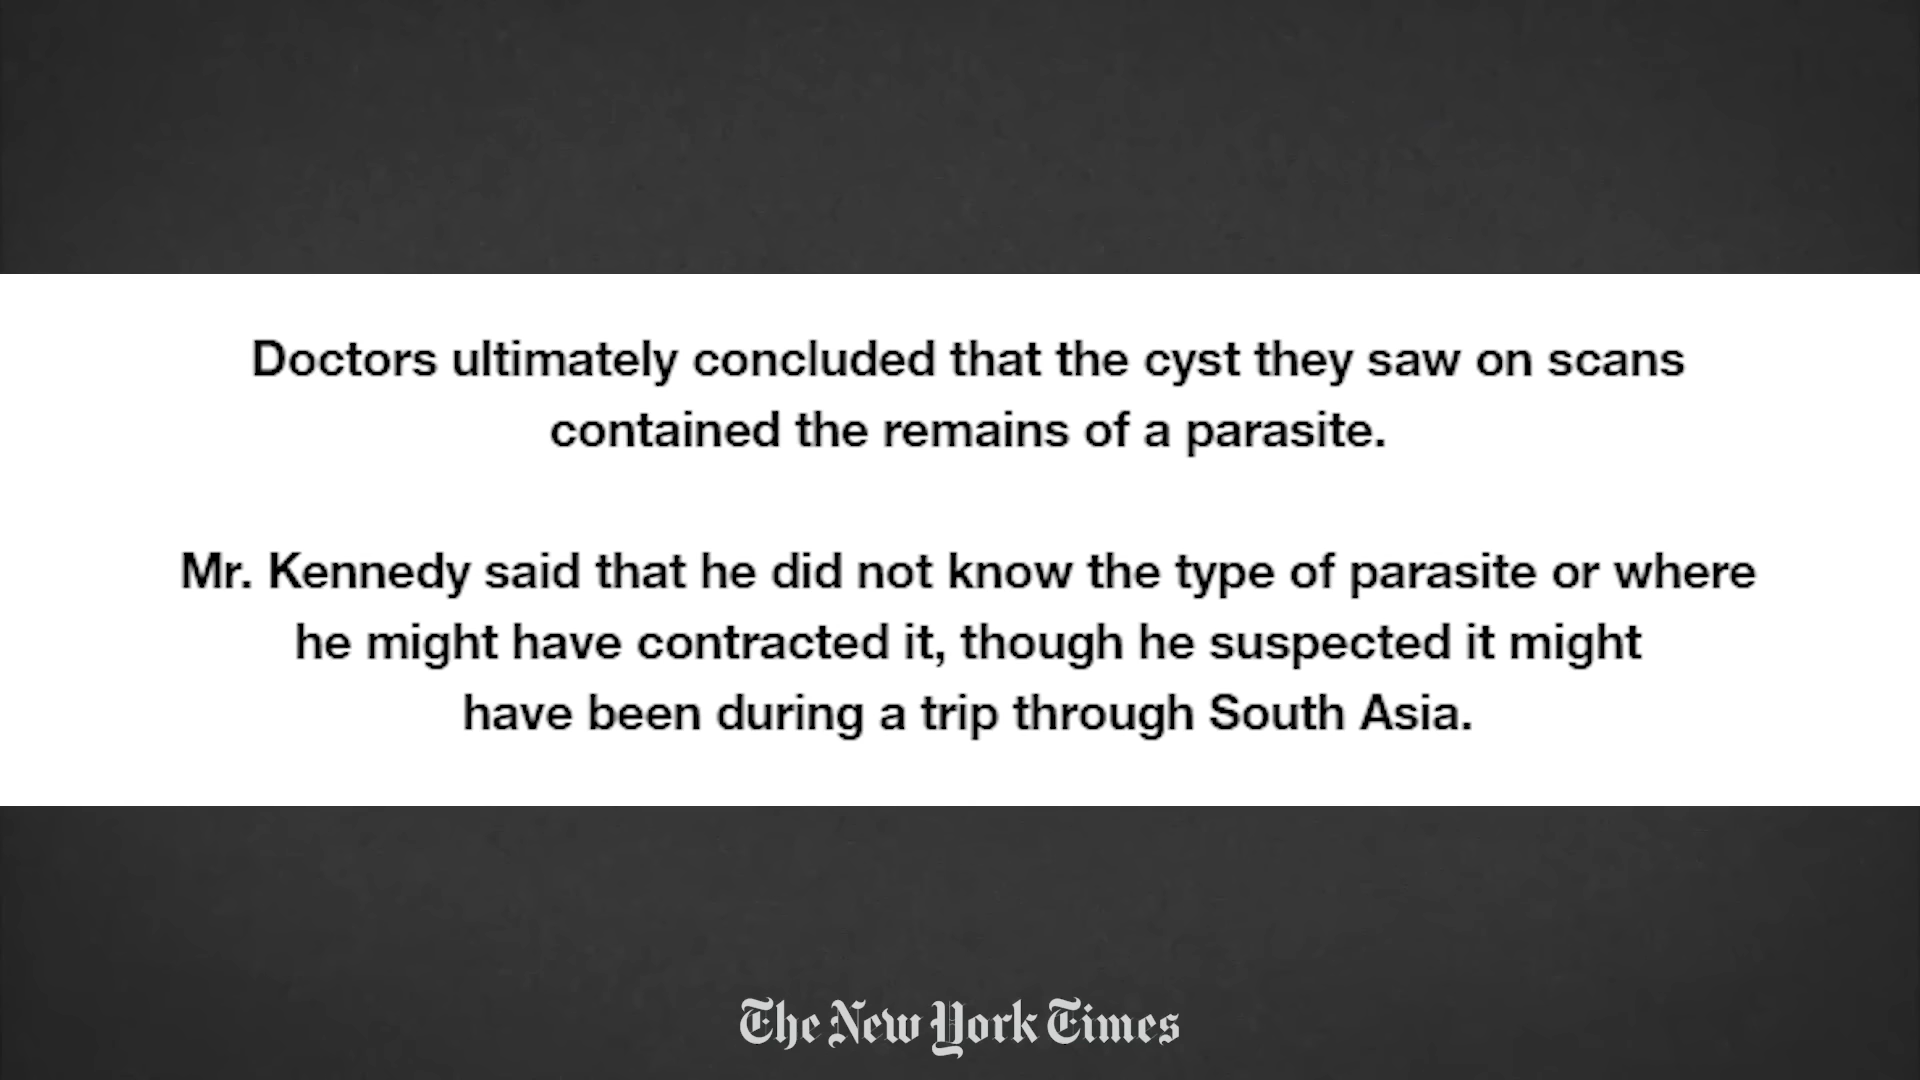 Doctors ultimately concluded that the cyst they saw on scans
contained the remains of a parasite.
Mr. Kennedy said that he did not know the type of parasite or where
he might have contracted it, though he suspected it might
have been during a trip through South Asia.
The New York Times